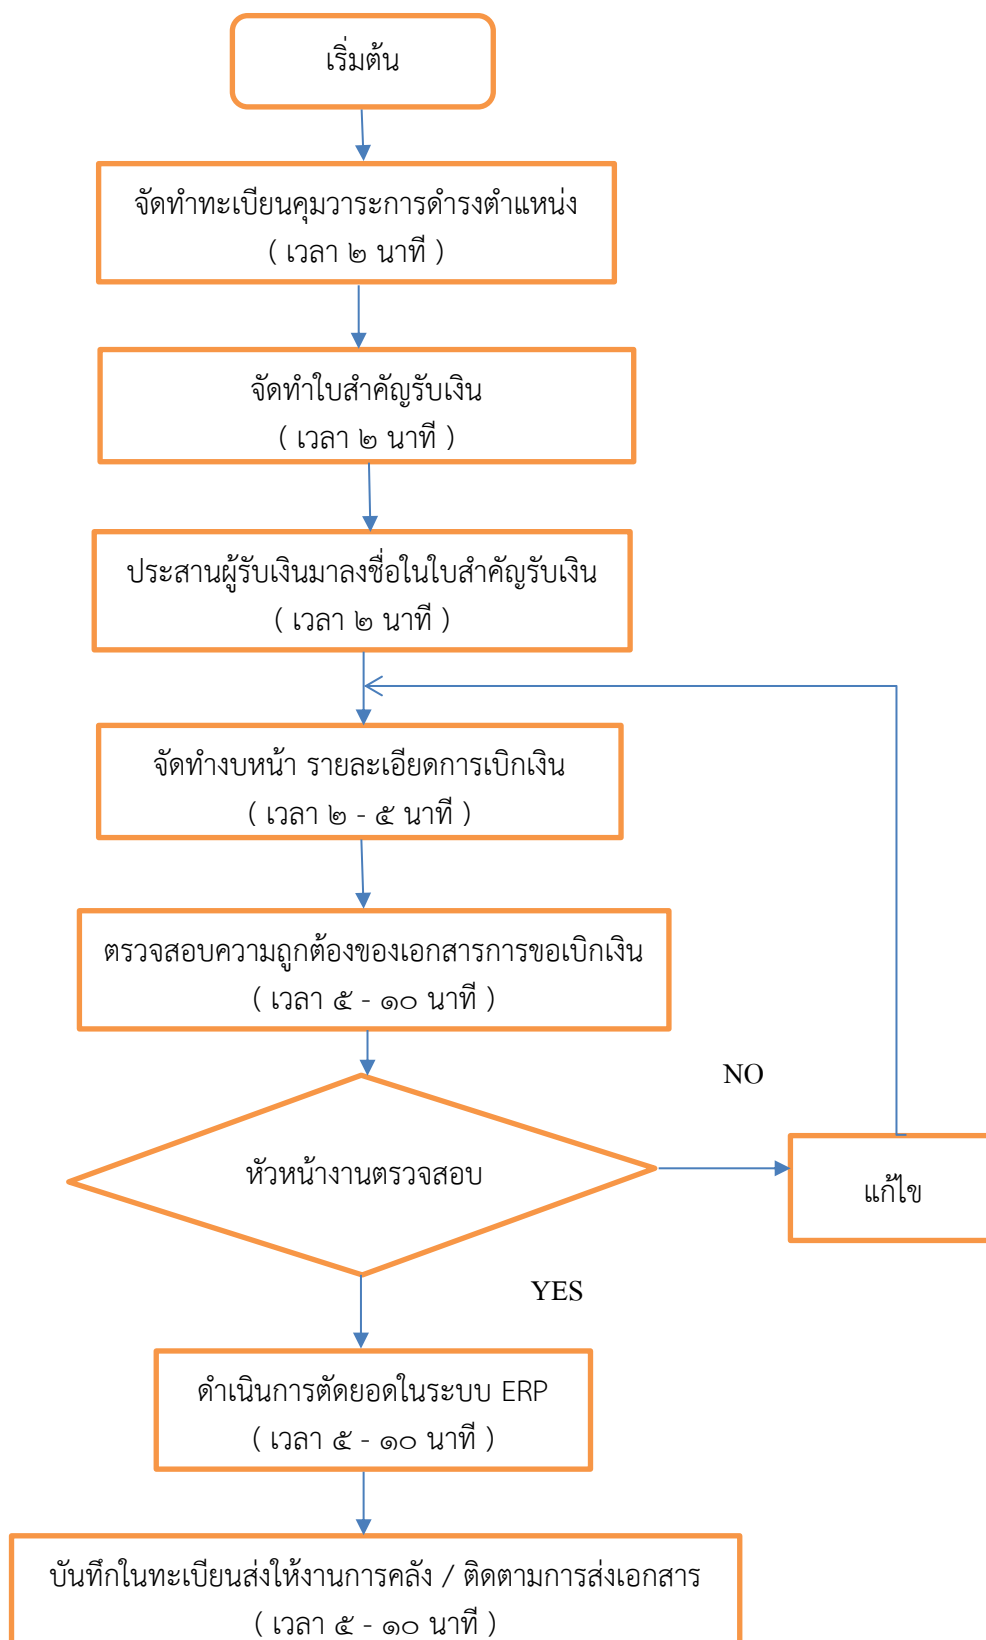 เริ่มต้น
จัดทำทะเบียนคุมวาระการดำรงตำแหน่ง
( เวลา ๒ นาที )
จัดทำใบสำคัญรับเงิน
( เวลา ๒ นาที )
ประสานผู้รับเงินมาลงชื่อในใบสำคัญรับเงิน
( เวลา ๒ นาที )
จัดทำงบหน้า รายละเอียดการเบิกเงิน
( เวลา ๒ - ๕ นาที )
ตรวจสอบความถูกต้องของเอกสารการขอเบิกเงิน
( เวลา ๕ - ๑๐ นาที )
NO
หัวหน้างานตรวจสอบ
แก้ไข
YES
ดำเนินการตัดยอดในระบบ ERP
( เวลา ๕ - ๑๐ นาที )
บันทึกในทะเบียนส่งให้งานการคลัง / ติดตามการส่งเอกสาร
( เวลา ๕ - ๑๐ นาที )